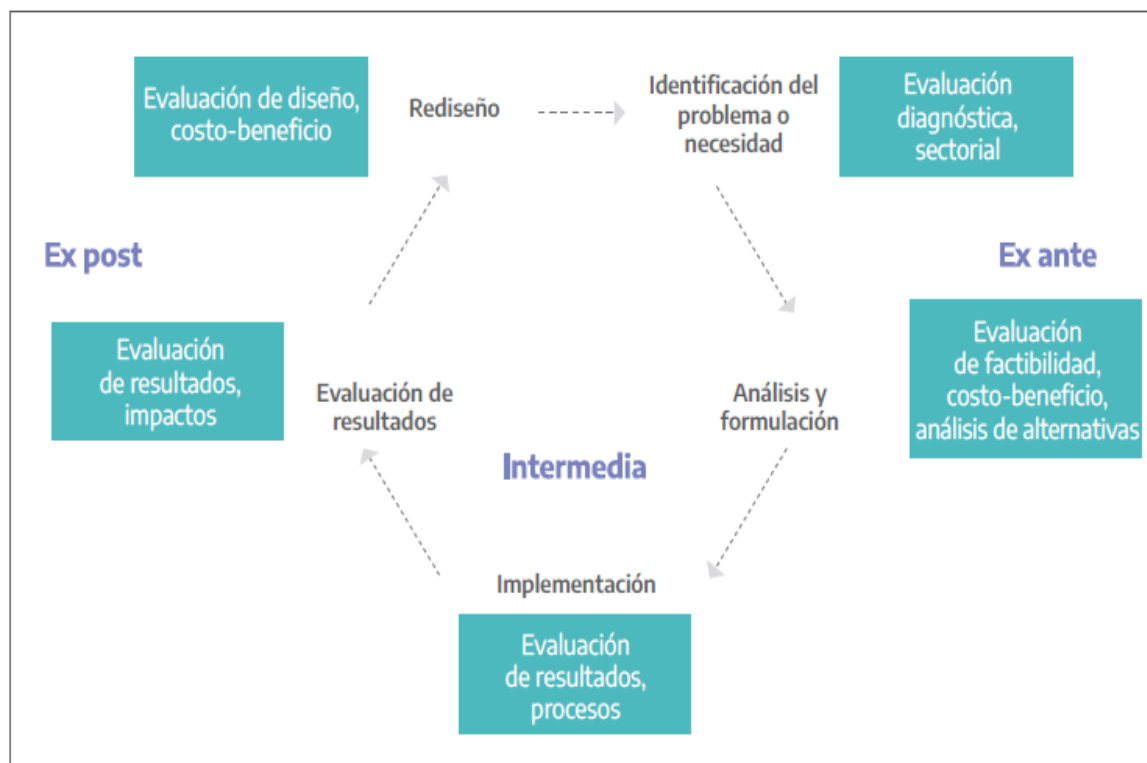 Evaluación de diseño,
costo-beneficio
Rediseño
Identificación del
problema o
necesidad
Evaluación
diagnóstica,
sectorial
Ex post
Ex ante
Evaluación
de resultados,
impactos
Evaluación de
resultados
Análisis y
formulación
Evaluación
de factibilidad,
costo-beneficio,
análisis de alternativas
Intermedia
Implementación
Evaluación
de resultados,
procesos